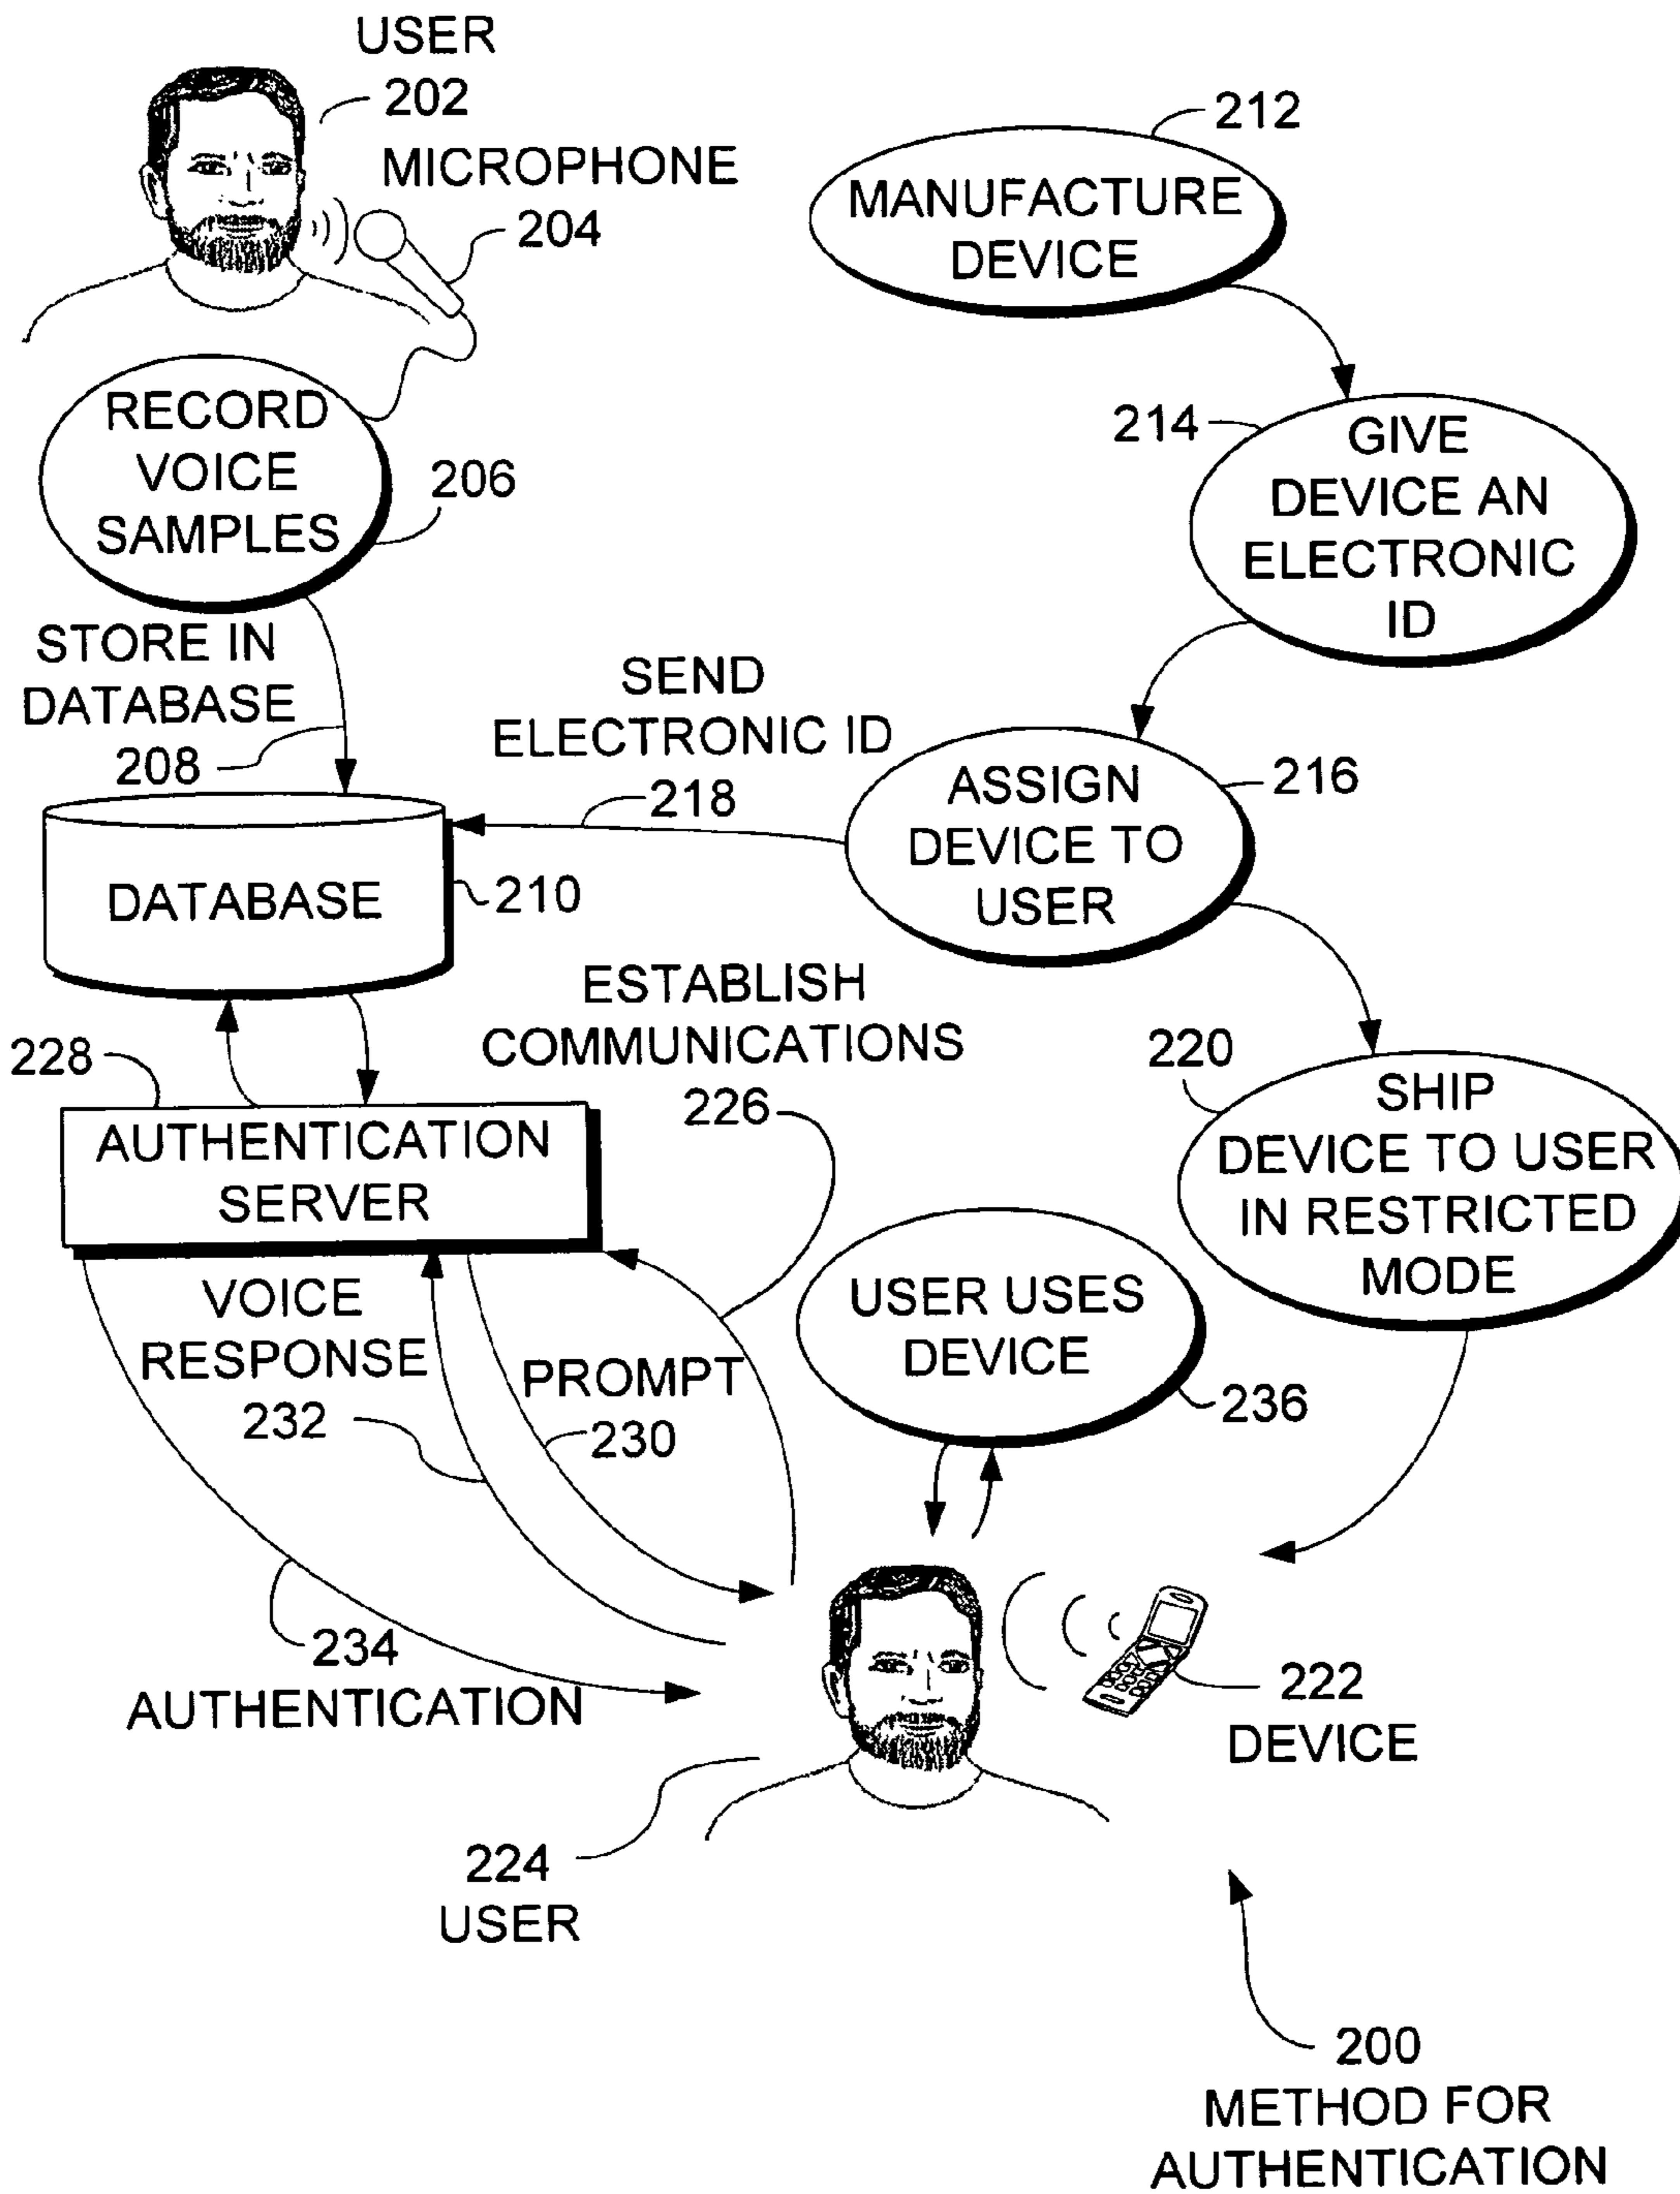 USER
202
MICROPHONE
204
RECORD
VOICE
SAMPLES
206
STORE IN
DATABASE
208
DATABASE
210
212
MANUFACTURE
DEVICE
214
GIVE
DEVICE AN
ELECTRONIC
ID
SEND
ELECTRONIC ID
218
ASSIGN
DEVICE TO
USER
216
220
SHIP
DEVICE TO USER
IN RESTRICTED
MODE
ESTABLISH
COMMUNICATIONS
226
228
AUTHENTICATION
SERVER
VOICE
RESPONSE
232
PROMPT
230
USER USES
DEVICE
236
234
AUTHENTICATION
222
DEVICE
224
USER
200
METHOD FOR
AUTHENTICATION